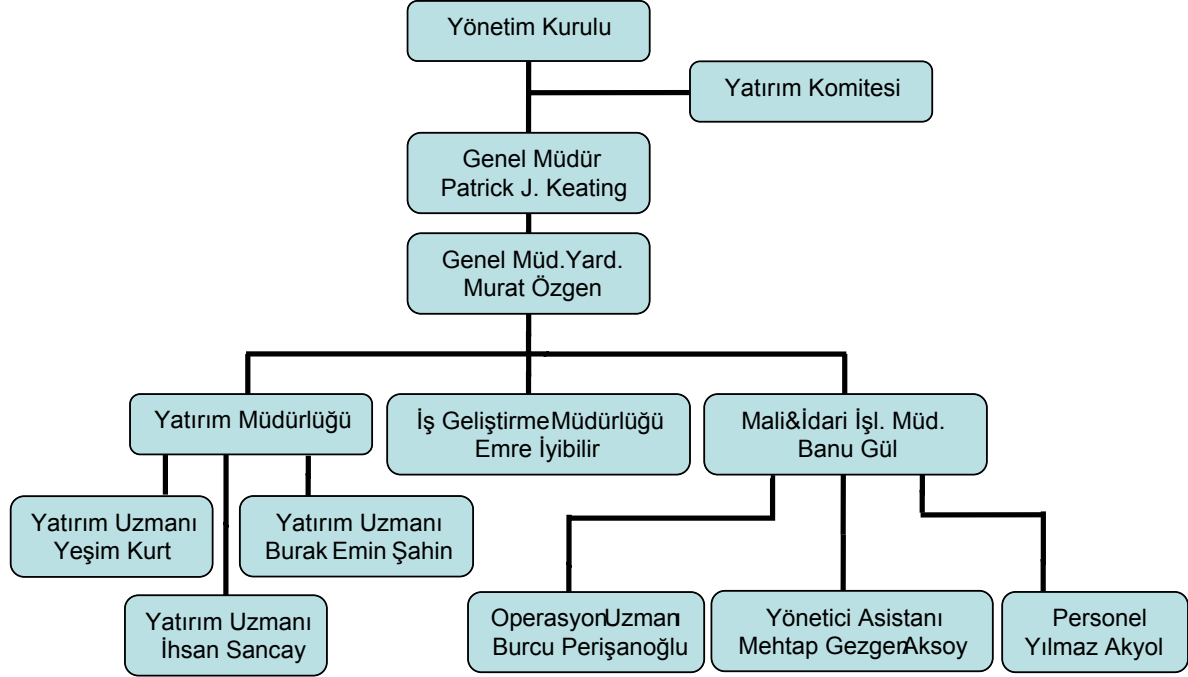 Yönetim Kurulu
Yatırım Komitesi
Genel Müdür
Patrick J. Keating
Genel Müd.Yard.
Murat Özgen
Yatırım Müdürlüğü
İş Geliştirme Müdürlüğü
Emre İyibilir
Mali&İdari İşl. Müd.
Banu Gül
Yatırım Uzmanı
Yeşim Kurt
Yatırım Uzmanı
Burak Emin Şahin
Yatırım Uzmanı
İhsan Sancay
Operasyon Uzmanı
Burcu Perişanoğlu
Yönetici Asistanı
Mehtap Gezgen Aksoy
Personel
Yılmaz Akyol